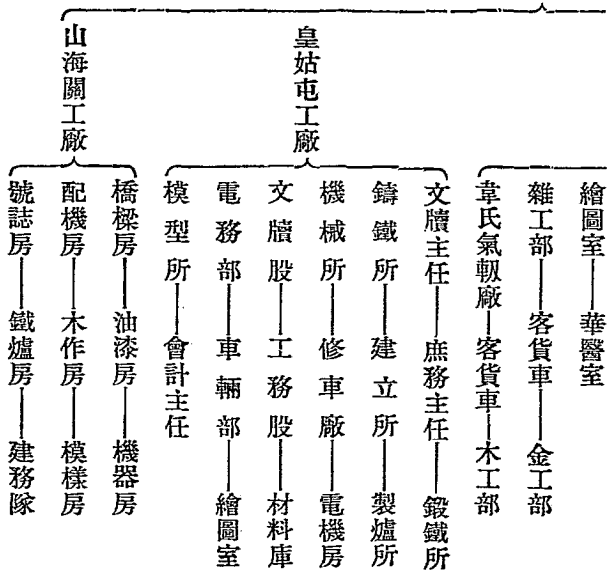 繪圖室——華醫室
雜工部——客貨車——金工部
韋氏氣軔廠——客貨車——木工部
皇姑屯工廠
文牘主任——庶務主任——鍛鐵所
鑄鐵所——建立所——製爐所
機械所——修車廠——電機房
文牘股——工務股——材料庫
電務部——車輛部——繪圖室
模型所——會計主任
山海關工廠
橋樑房——油漆房——機器房
配機房——木作房——模樣房
號誌房——鐵爐房——建務隊